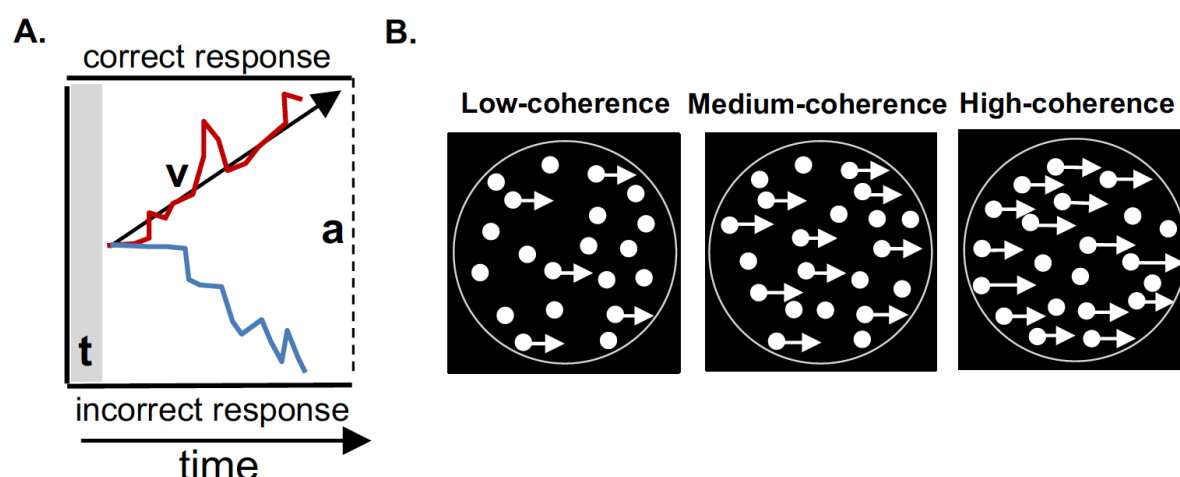 A.
correct response
v
a
t
incorrect response
time
B.
Low-coherence
Medium-coherence
High-coherence